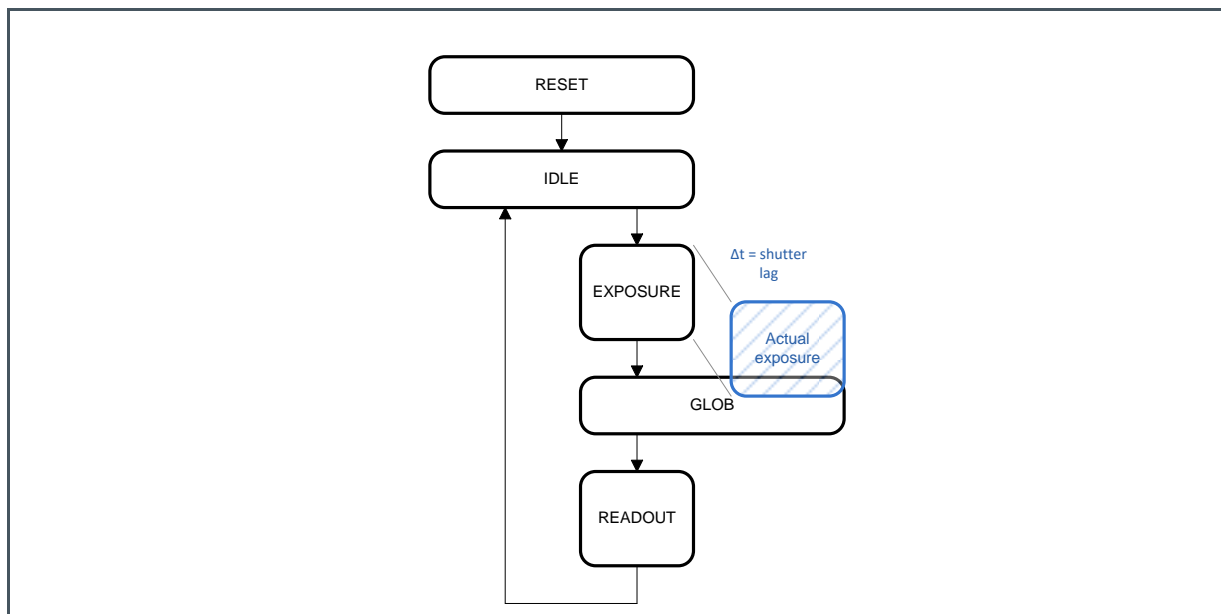 RESET
IDLE
Δt = shutter
lag
EXPOSURE
Actual
exposure
GLOB
READOUT